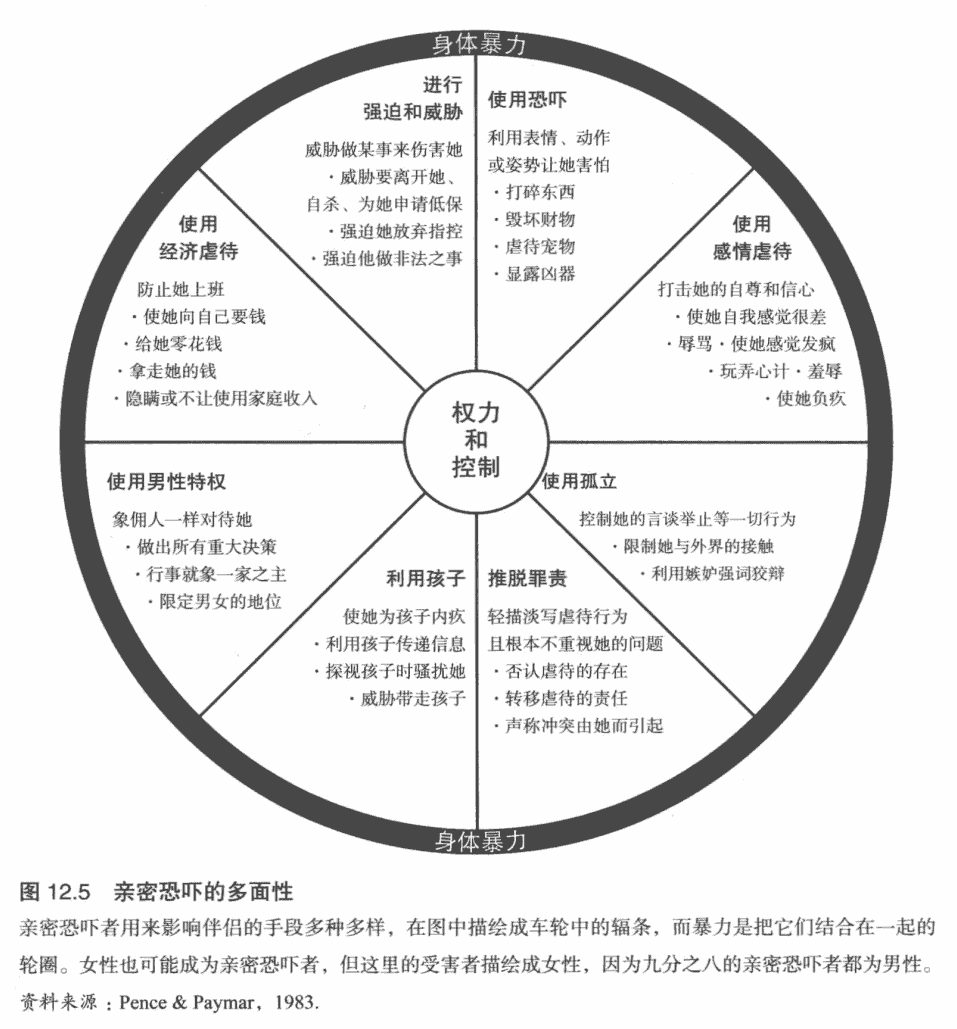 身体暴力
进行
强迫和威胁
威胁做某事来伤害她
·威胁要离开她、
自杀、为她申请低保
·强迫她放弃指控
·强迫他做非法之事
使用恐吓
利用表情、动作
或姿势让她害怕
·打碎东西
·毁坏财物
·虐待宠物
·显露凶器
使用
经济虐待
防止她上班
·使她向自己要钱
·给她零花钱
·拿走她的钱
·隐瞒或不让使用家庭收入
使用
感情虐待
打击她的自尊和信心
·使她自我感觉很差
·辱骂·使她感觉发疯
·玩弄心计·羞辱
·使她负疚
权力
和
控制
使用男性特权
象佣人一样对待她
·做出所有重大决策
·行事就象一家之主
·限定男女的地位
使用孤立
控制她的言谈举止等一切行为
·限制她与外界的接触
·利用嫉妒强词狡辩
利用孩子
使她为孩子内疚
·利用孩子传递信息
·探视孩子时骚扰她
·威胁带走孩子
推脱罪责
轻描淡写虐待行为
且根本不重视她的问题
·否认虐待的存在
·转移虐待的责任
·声称冲突由她而引起
身体暴力
图 12.5 亲密恐吓的多面性
亲密恐吓者用来影响伴侣的手段多种多样，在图中描绘成车轮中的辐条，而暴力是把它们结合在一起的
轮圈。女性也可能成为亲密恐吓者，但这里的受害者描绘成女性，因为九分之八的亲密恐吓者都为男性。
资料来源：Pence & Paymar，1983.